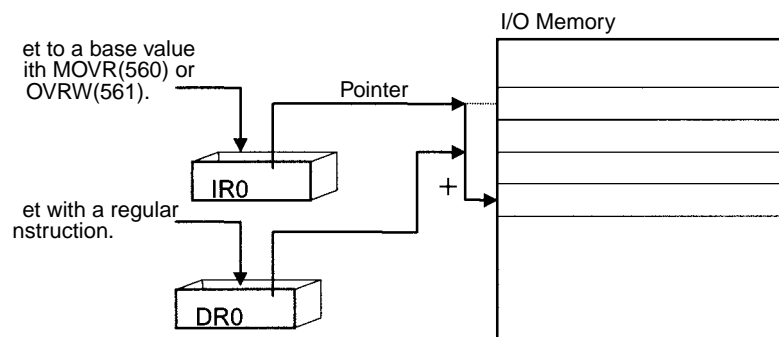 I/O Memory
et to a base value
ith MOVR(560) or
OVRW(561).
Pointer
IR0
+
et with a regular
nstruction.
DR0